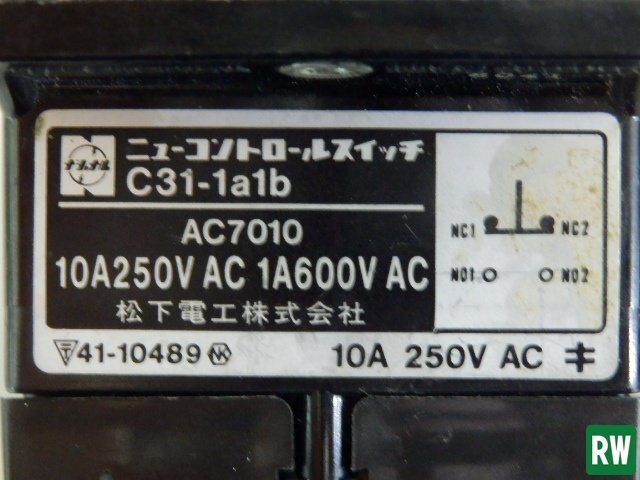 ナショナル
ニューコントロールスイッチ
C31-1a1b
AC7010
10A250V AC 1A600V AC
松下電工株式会社
NC1 NC2
NO1 NO2
41-10489
10A 250V AC
RW